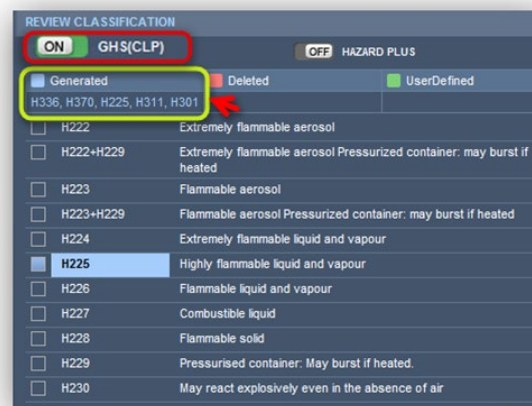 REVIEW CLASSIFICATION
ON GHS(CLP) OFF HAZARD PLUS
Generated Deleted UserDefined
H336, H370, H225, H311, H301
H222 Extremely flammable aerosol
H222+H229 Extremely flammable aerosol Pressurized container: may burst if
heated
H223 Flammable aerosol
H223+H229 Flammable aerosol Pressurized container: may burst if heated
H224 Extremely flammable liquid and vapour
H225 Highly flammable liquid and vapour
H226 Flammable liquid and vapour
H227 Combustible liquid
H228 Flammable solid
H229 Pressurised container: May burst if heated.
H230 May react explosively even in the absence of air